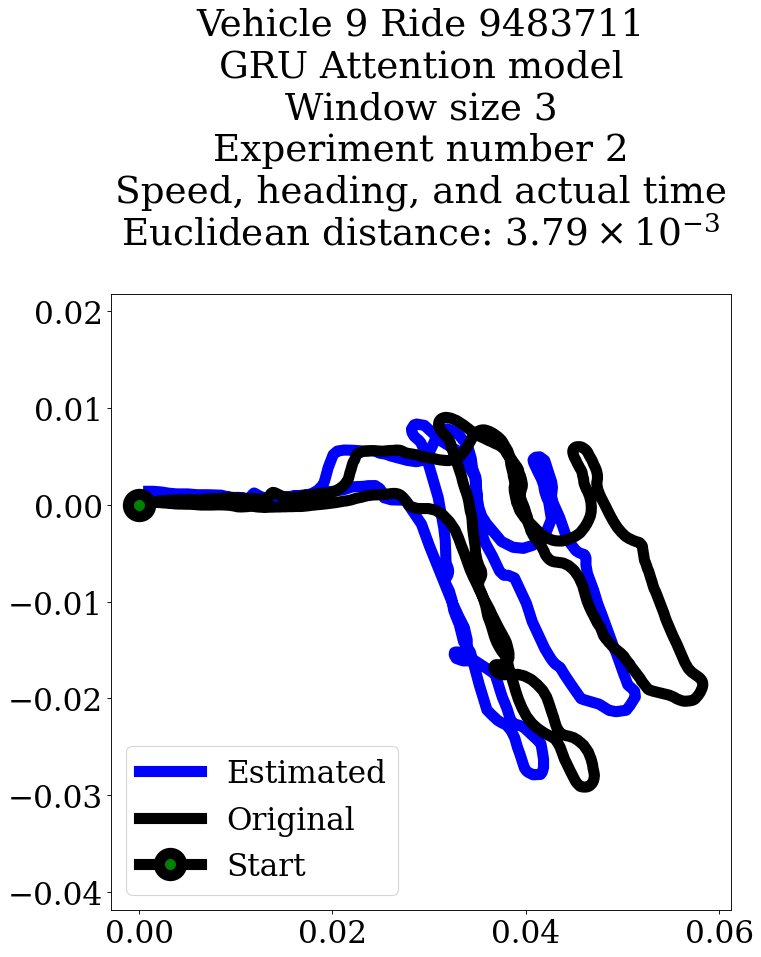 Vehicle 9 Ride 9483711
GRU Attention model
Window size 3
Experiment number 2
Speed, heading, and actual time
Euclidean distance: 3.79 × 10⁻³
0.02
0.01
0.00
−0.01
−0.02
−0.03
−0.04
Estimated
Original
Start
0.00 0.02 0.04 0.06